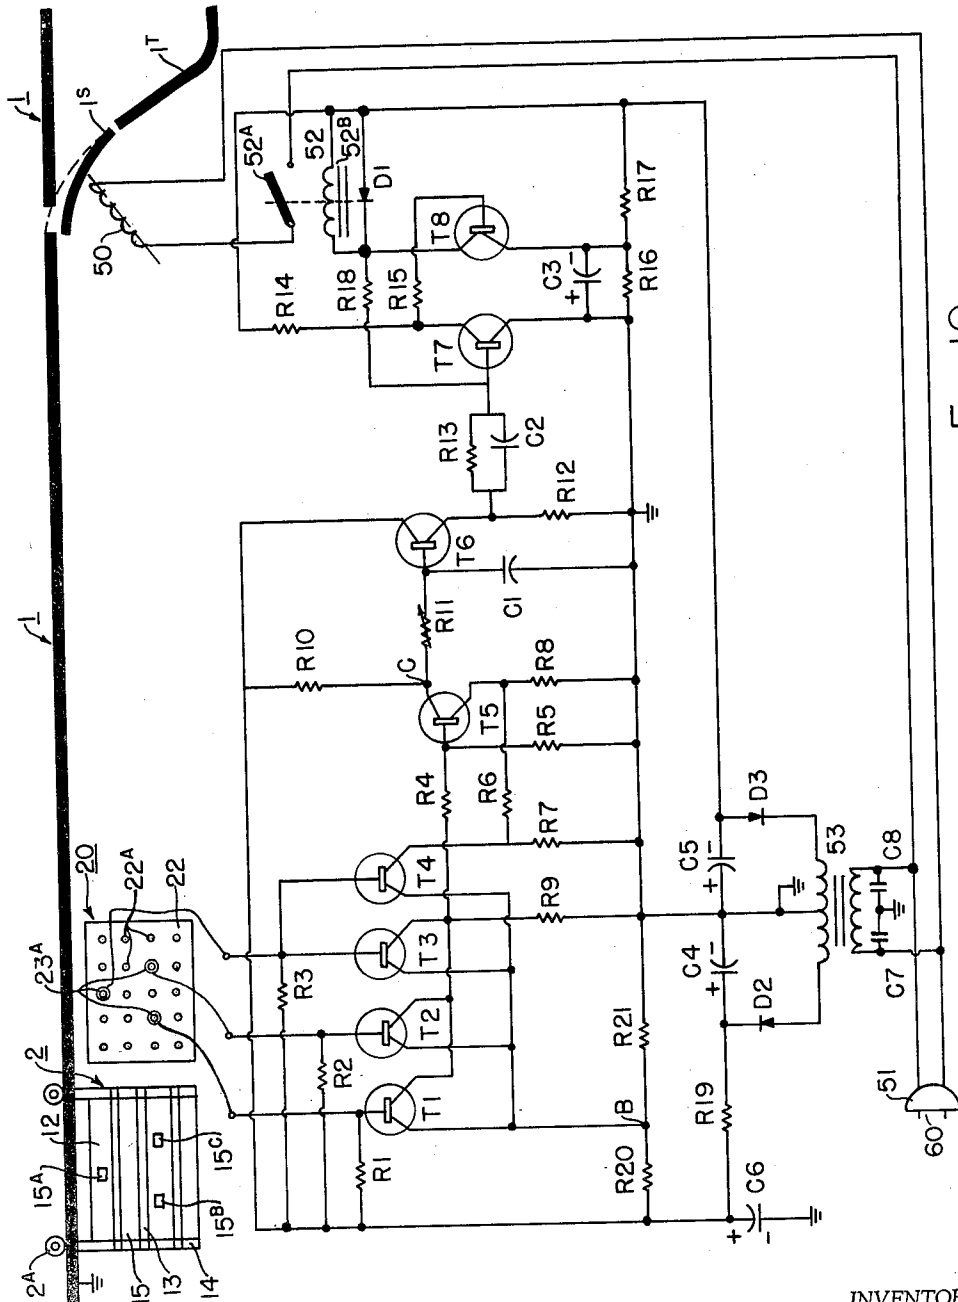 1
1ᵀ
1ˢ
52ᴬ
52
52ᴮ
D1
50
R14
R18
R15
T8
R17
C3
+
−
R16
T7
R13
C2
R12
T6
C1
R11
1
R10
C
R8
T5
R5
R4
R6
R7
T4
R9
T3
R3
T2
R2
T1
R1
20
22ᴬ
22
23ᴬ
2
12
15ᴬ
15ᶜ
15ᴮ
2ᴬ
15
13
14
D3
53
C8
C5
+
−
C4
+
−
D2
C7
R21
B
R19
R20
C6
+
−
51
60
INVENTOR